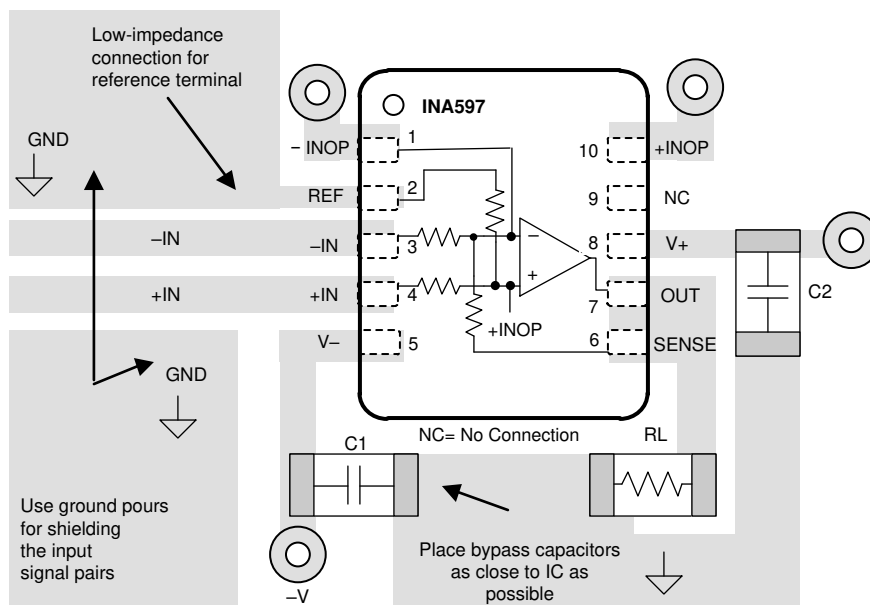 Low-impedance
connection for
reference terminal
INA597
GND
– INOP
1
10
+INOP
REF
2
9
NC
–IN
–IN
3
8
V+
+IN
+IN
4
7
OUT
C2
–
+
+INOP
V–
5
6
SENSE
GND
NC= No Connection
C1
RL
Use ground pours
for shielding
the input
signal pairs
Place bypass capacitors
as close to IC as
possible
–V